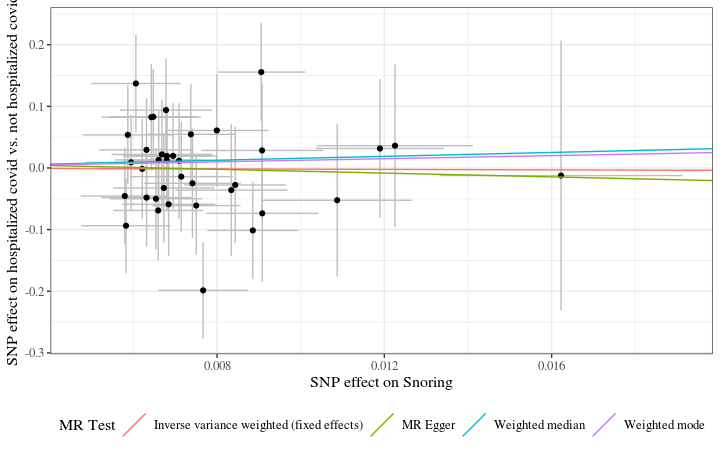 SNP effect on hospitalized covid vs. not hospitalized covid
0.2
0.1
0.0
-0.1
-0.2
-0.3
0.008
0.012
0.016
SNP effect on Snoring
MR Test
Inverse variance weighted (fixed effects)
MR Egger
Weighted median
Weighted mode